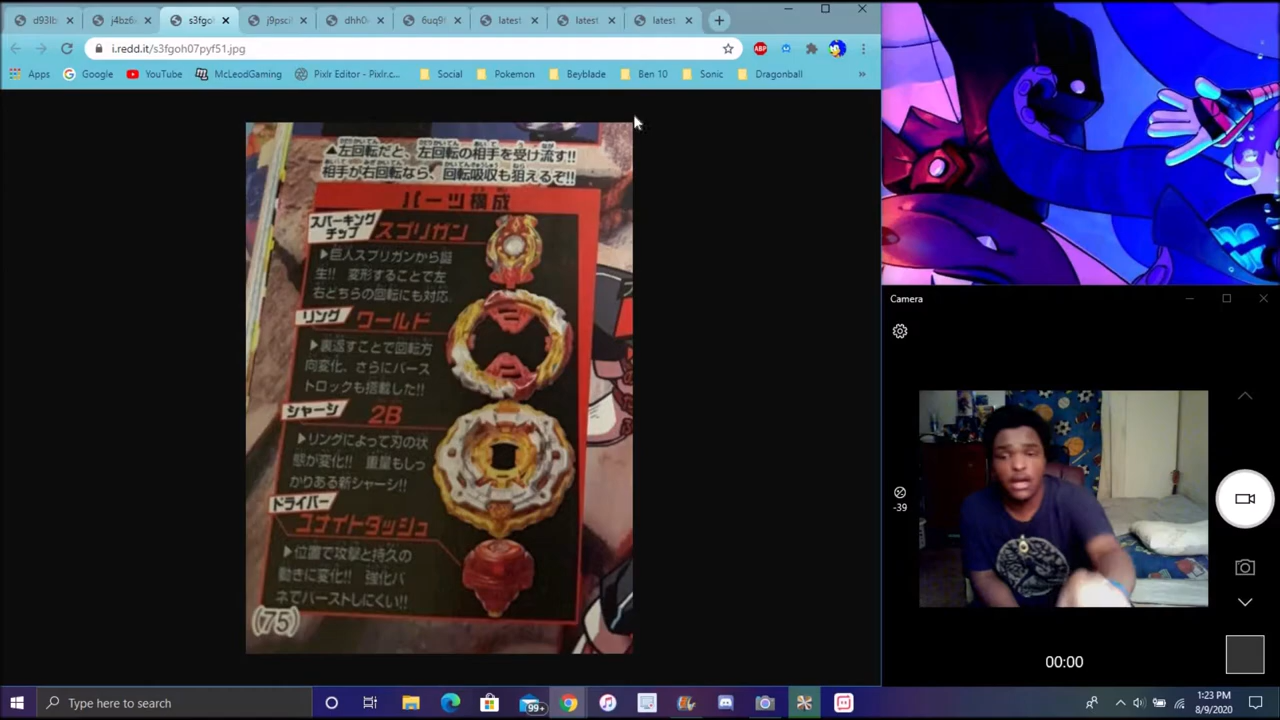 d93lb
j4bz6x
s3fgoh
j9psci
dhh0
6uq9f
latest
latest
latest
i.redd.it/s3fgoh07pyf51.jpg
ABP
Apps
Google
YouTube
McLeodGaming
Pixlr Editor - Pixlr.c...
Social
Pokemon
Beyblade
Ben 10
Sonic
Dragonball
»
▲左回転だと、左回転の相手を受け流す!!
相手が右回転なら、回転吸収も狙えるぞ!!
パーツ構成
スパーキング
チップ
スプリガン
▶巨人スプリガンから誕
生!! 変形することで左
右どちらの回転にも対応。
リング
ワールド
▶裏返すことで回転方
向変化、さらにバース
トロックも搭載した!!
シャーシ
2B
▶リングによって刃の状
態が変化!! 重量もしっ
かりある新シャーシ!!
ドライバー
ユナイトダッシュ
▶位置で攻撃と持久の
動きに変化!! 強化バ
ネでバーストしにくい!!
(75)
Camera
-39
00:00
Type here to search
99+
1:23 PM
8/9/2020